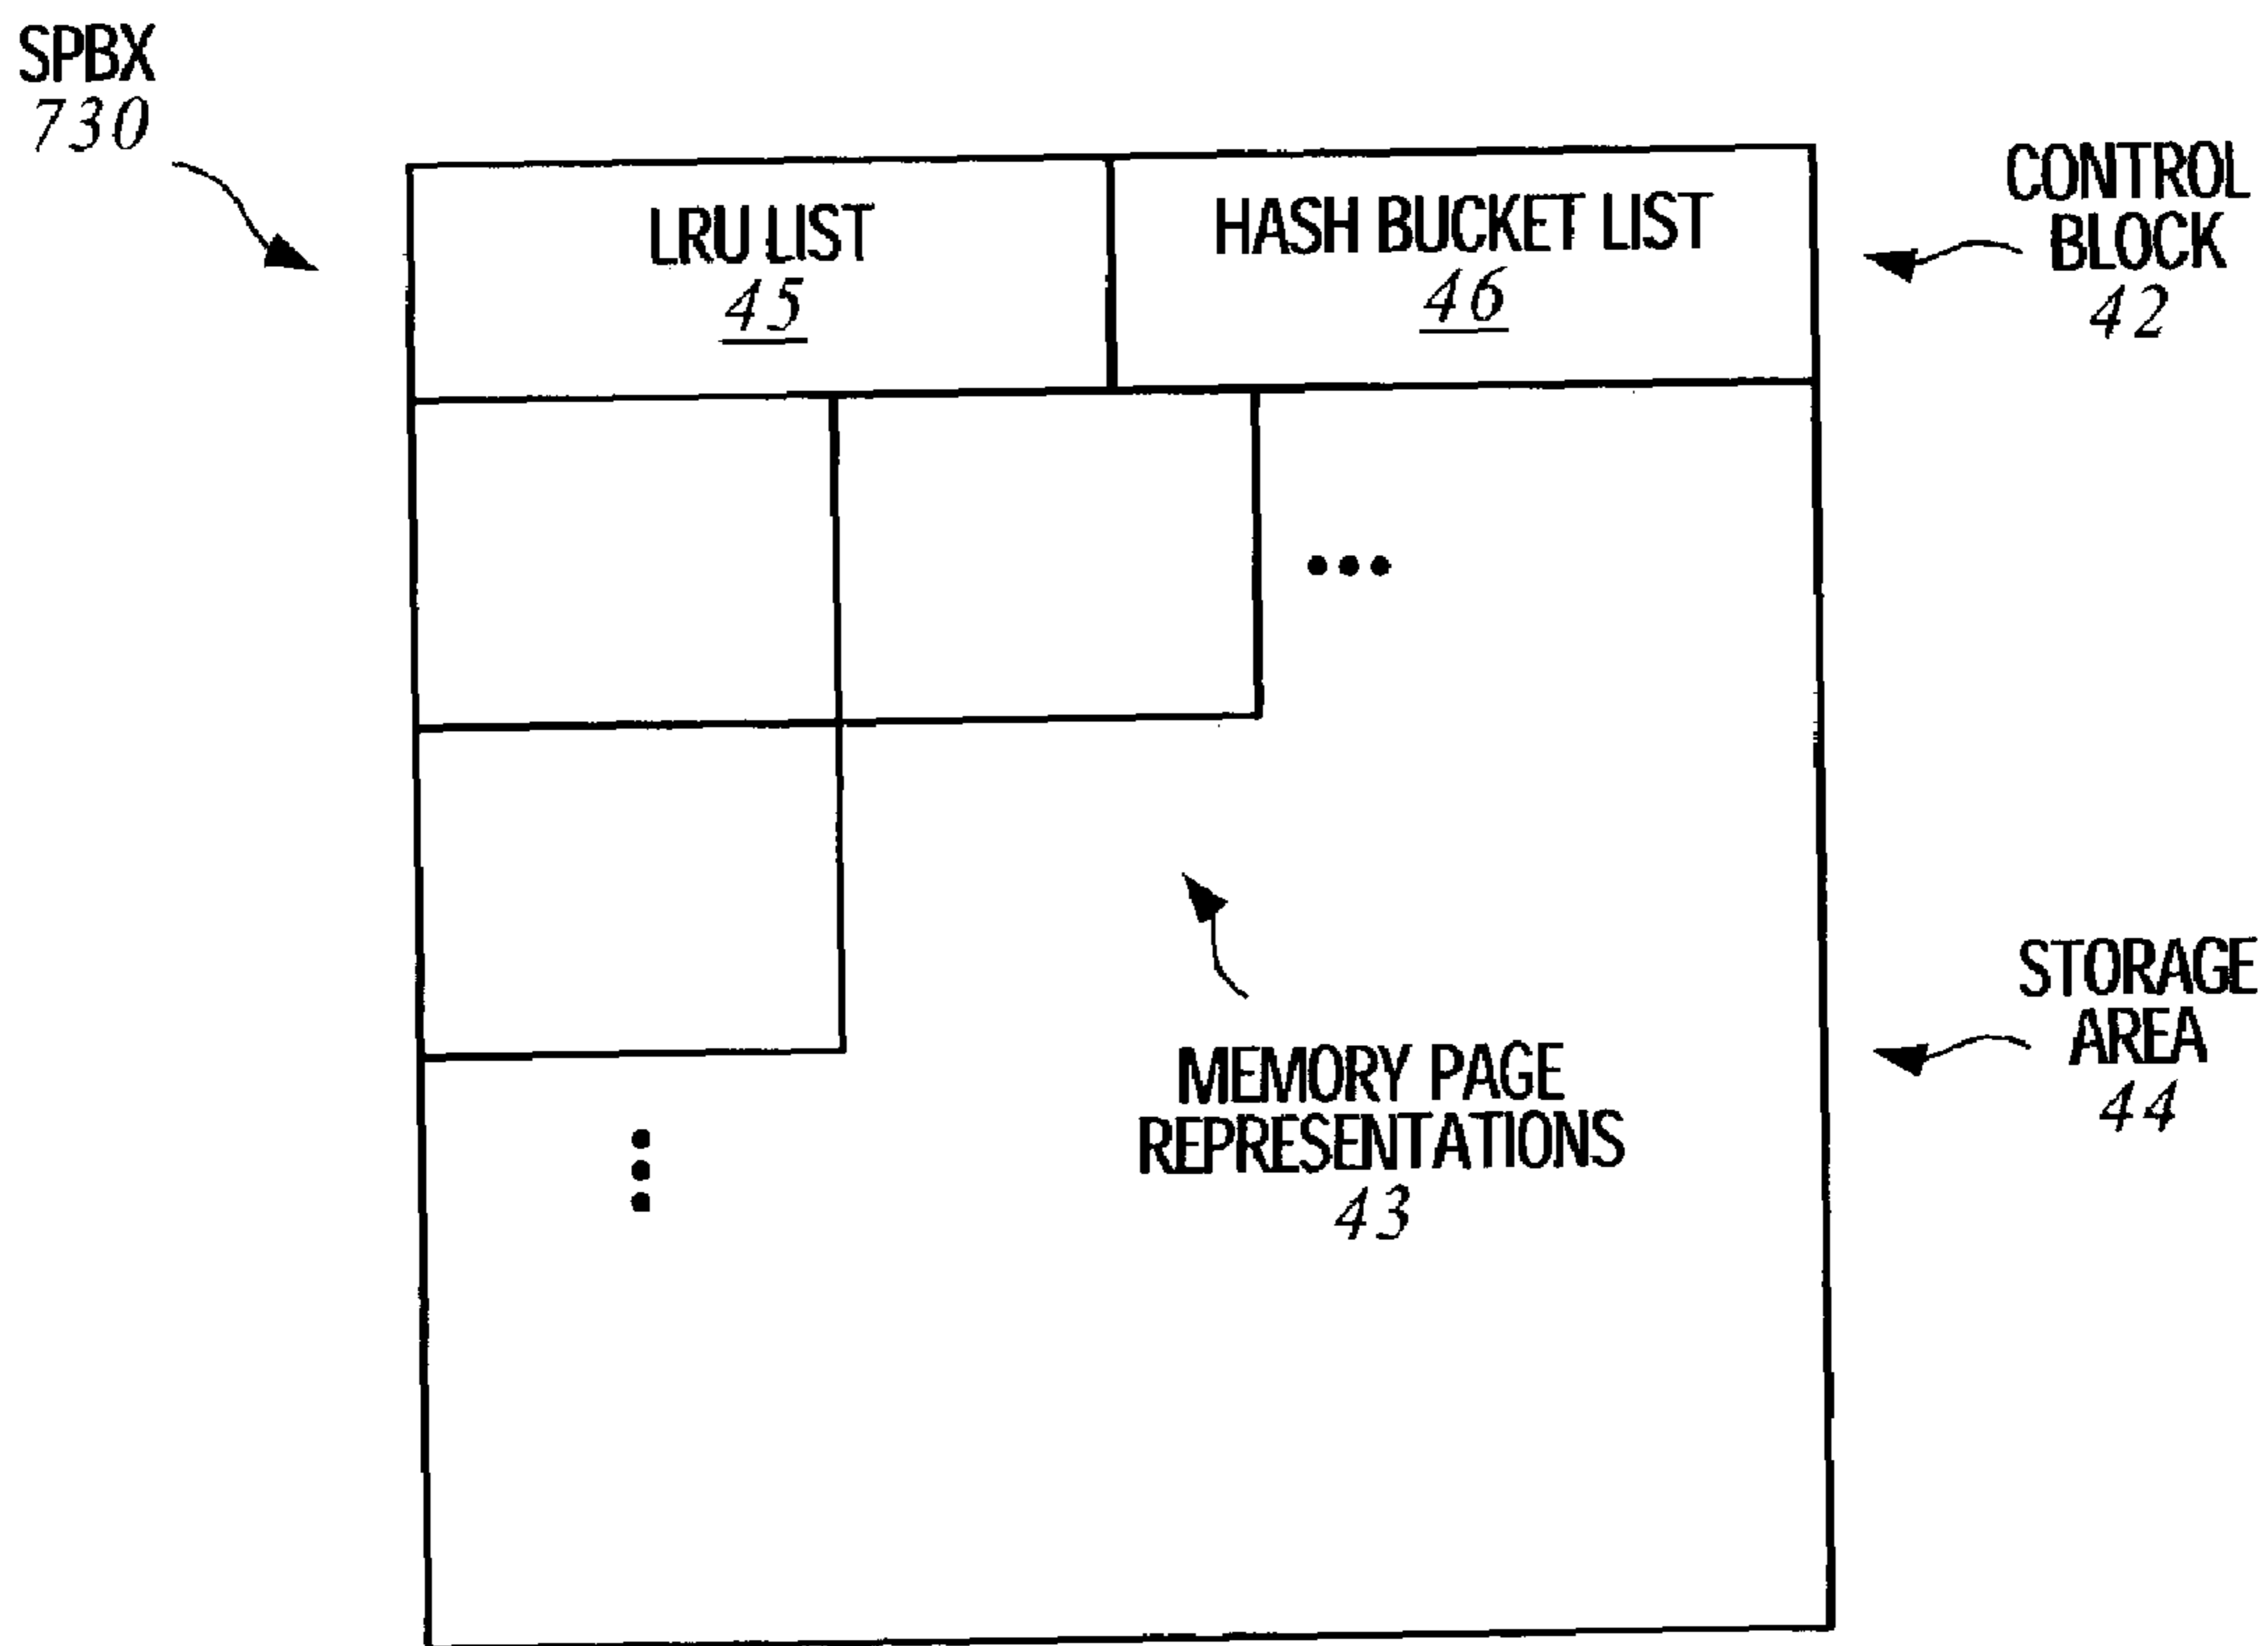 SPBX
730
LRU LIST
45
HASH BUCKET LIST
46
CONTROL
BLOCK
42
STORAGE
AREA
44
MEMORY PAGE
REPRESENTATIONS
43